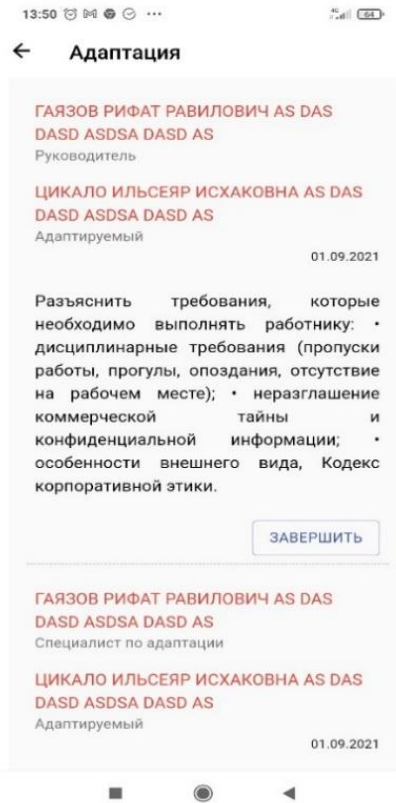 13:50
4G
64
Адаптация
ГАЯЗОВ РИФАТ РАВИЛОВИЧ AS DAS
DASD ASDSA DASD AS
Руководитель
ЦИКАЛО ИЛЬСЕЯР ИСХАКОВНА AS DAS
DASD ASDSA DASD AS
Адаптируемый
01.09.2021
Разъяснить требования, которые
необходимо выполнять работнику: •
дисциплинарные требования (пропуски
работы, прогулы, опоздания, отсутствие
на рабочем месте); • неразглашение
коммерческой тайны и
конфиденциальной информации; •
особенности внешнего вида, Кодекс
корпоративной этики.
ЗАВЕРШИТЬ
ГАЯЗОВ РИФАТ РАВИЛОВИЧ AS DAS
DASD ASDSA DASD AS
Специалист по адаптации
ЦИКАЛО ИЛЬСЕЯР ИСХАКОВНА AS DAS
DASD ASDSA DASD AS
Адаптируемый
01.09.2021